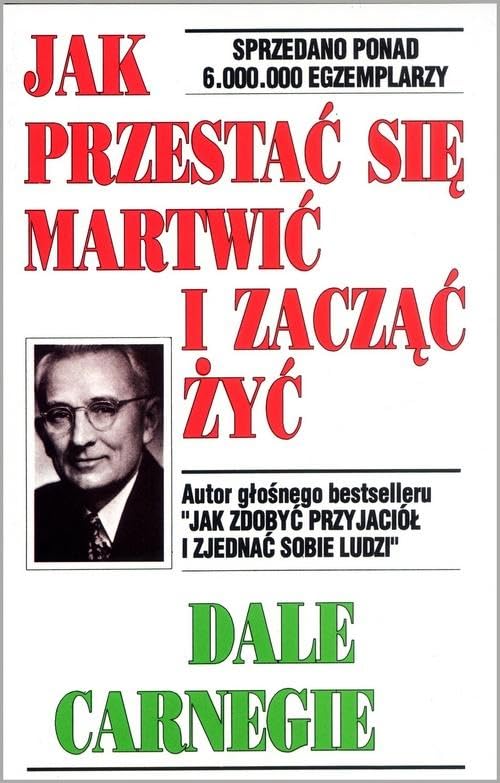 JAK
SPRZEDANO PONAD
6.000.000 EGZEMPLARZY
PRZESTAĆ SIĘ
MARTWIĆ
I ZACZĄĆ
ŻYĆ
Autor głośnego bestselleru
"JAK ZDOBYĆ PRZYJACIÓŁ
I ZJEDNAĆ SOBIE LUDZI"
DALE
CARNEGIE